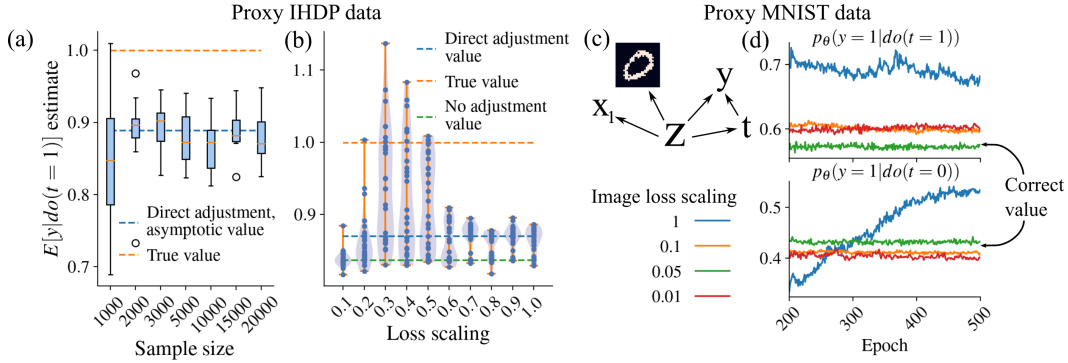 Proxy IHDP data
Proxy MNIST data
(a)
E[y|do(t = 1)] estimate
1.0
0.9
0.8
0.7
Direct adjustment,
asymptotic value
True value
1000
2000
3000
5000
10000
15000
20000
Sample size
(b)
1.1
1.0
0.9
Direct adjustment
value
True value
No adjustment
value
0.1
0.2
0.3
0.4
0.5
0.6
0.7
0.8
0.9
1.0
Loss scaling
(c)
x₁
Z
y
t
Image loss scaling
1
0.1
0.05
0.01
(d)
pθ(y = 1|do(t = 1))
0.7
0.6
pθ(y = 1|do(t = 0))
0.5
0.4
200
300
400
500
Epoch
Correct
value